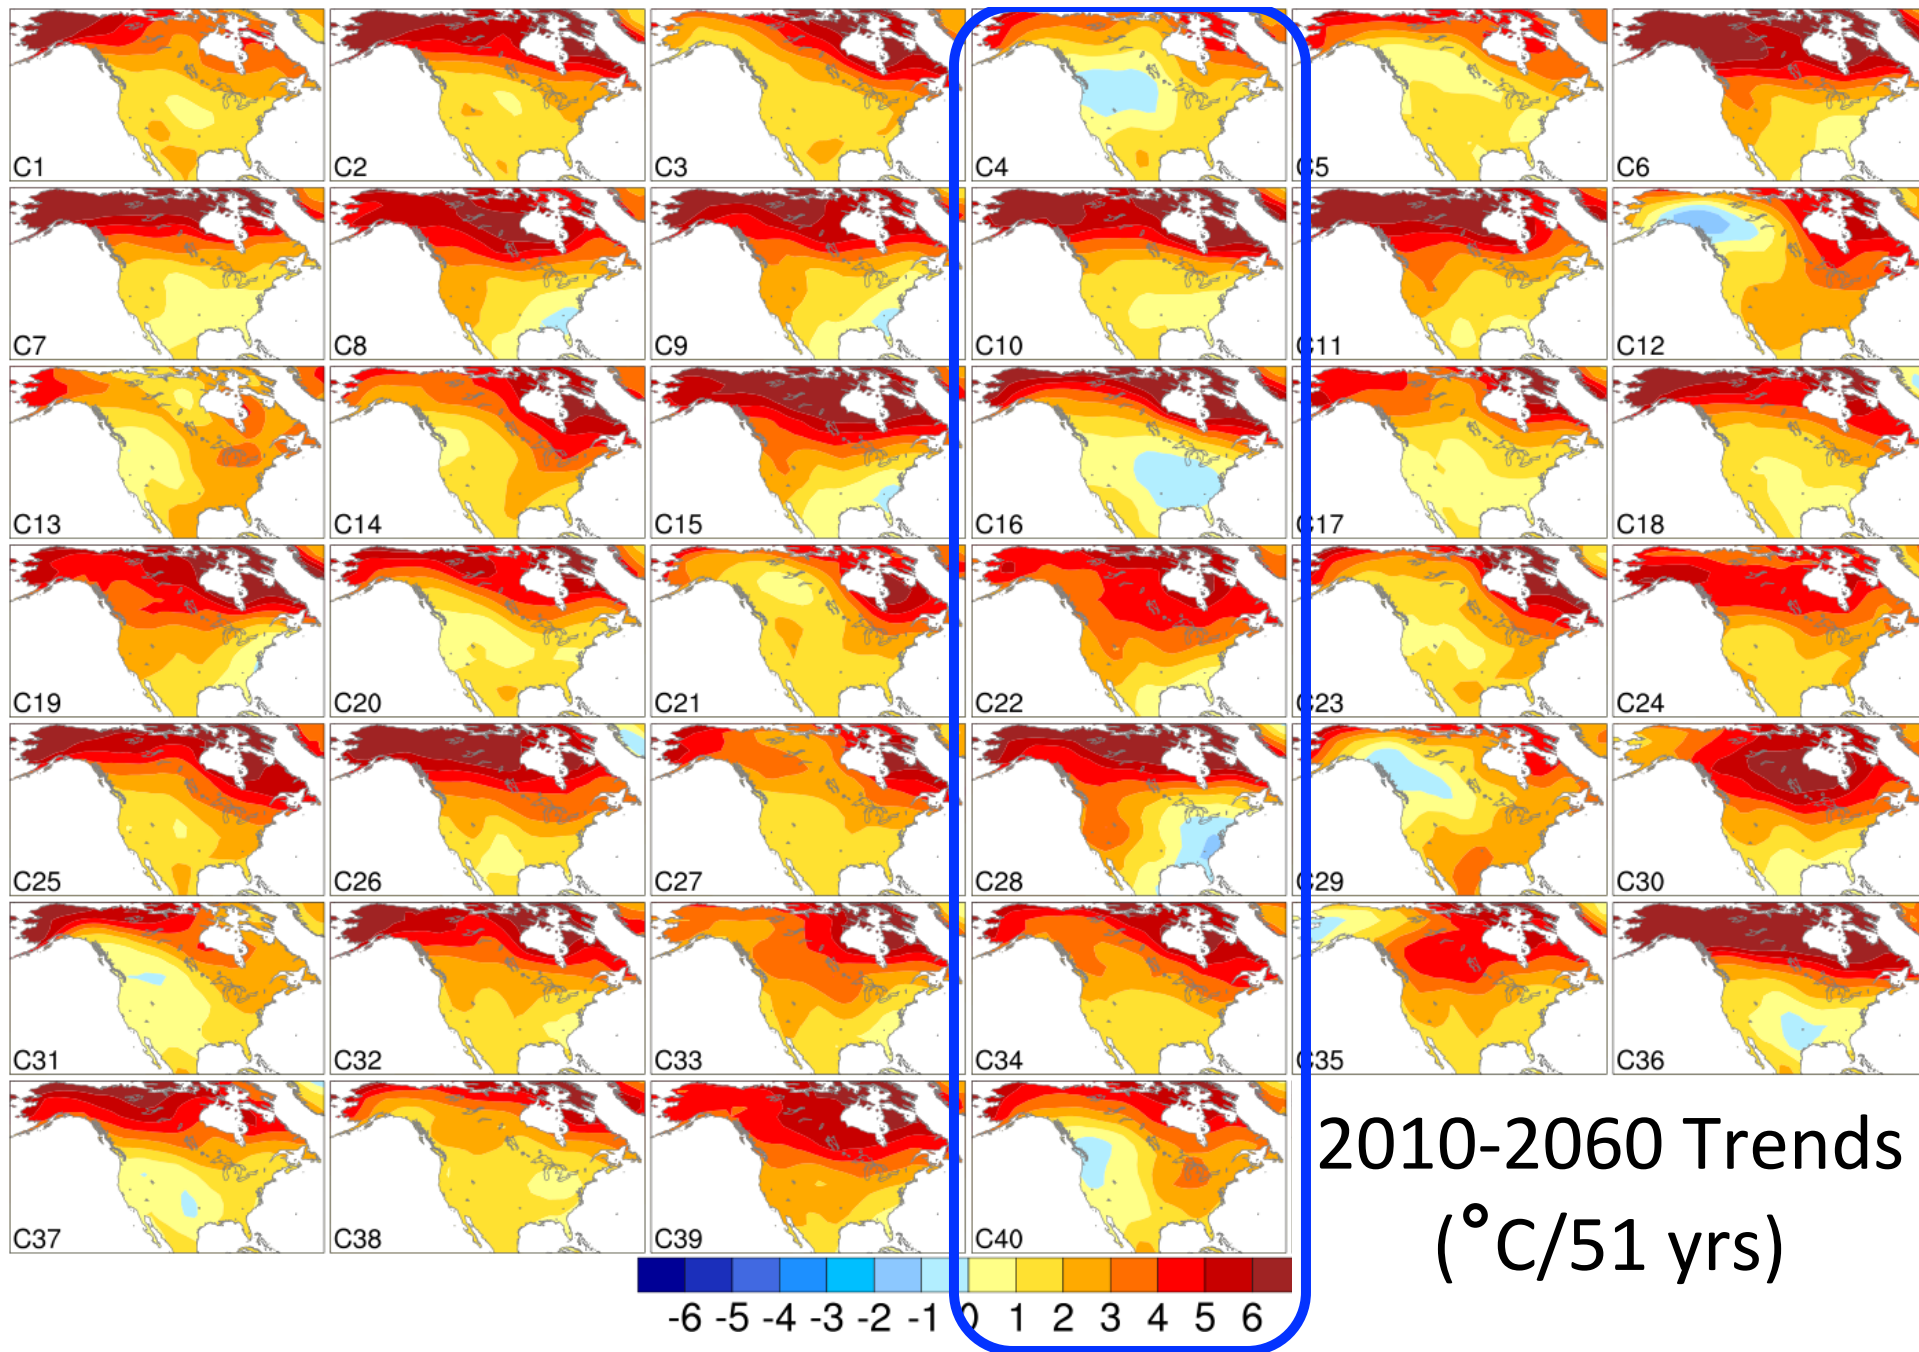 C1 C2 C3 C4 C5 C6
C7 C8 C9 C10 C11 C12
C13 C14 C15 C16 C17 C18
C19 C20 C21 C22 C23 C24
C25 C26 C27 C28 C29 C30
C31 C32 C33 C34 C35 C36
C37 C38 C39 C40
2010-2060 Trends
(°C/51 yrs)
-6 -5 -4 -3 -2 -1 0 1 2 3 4 5 6